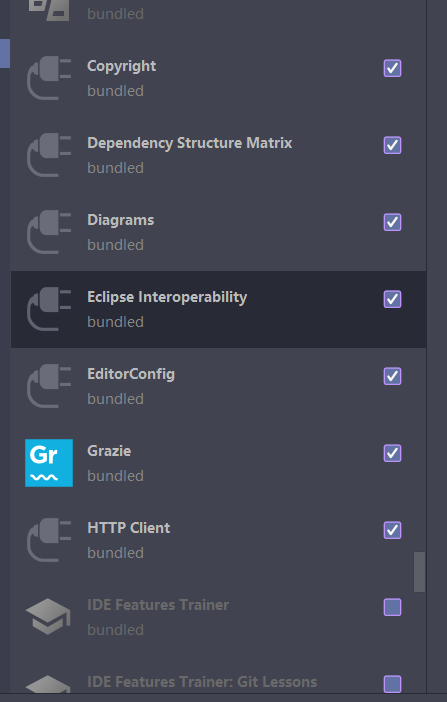 bundled
Copyright
bundled
Dependency Structure Matrix
bundled
Diagrams
bundled
Eclipse Interoperability
bundled
EditorConfig
bundled
Gr
Grazie
bundled
HTTP Client
bundled
IDE Features Trainer
bundled
IDE Features Trainer: Git Lessons